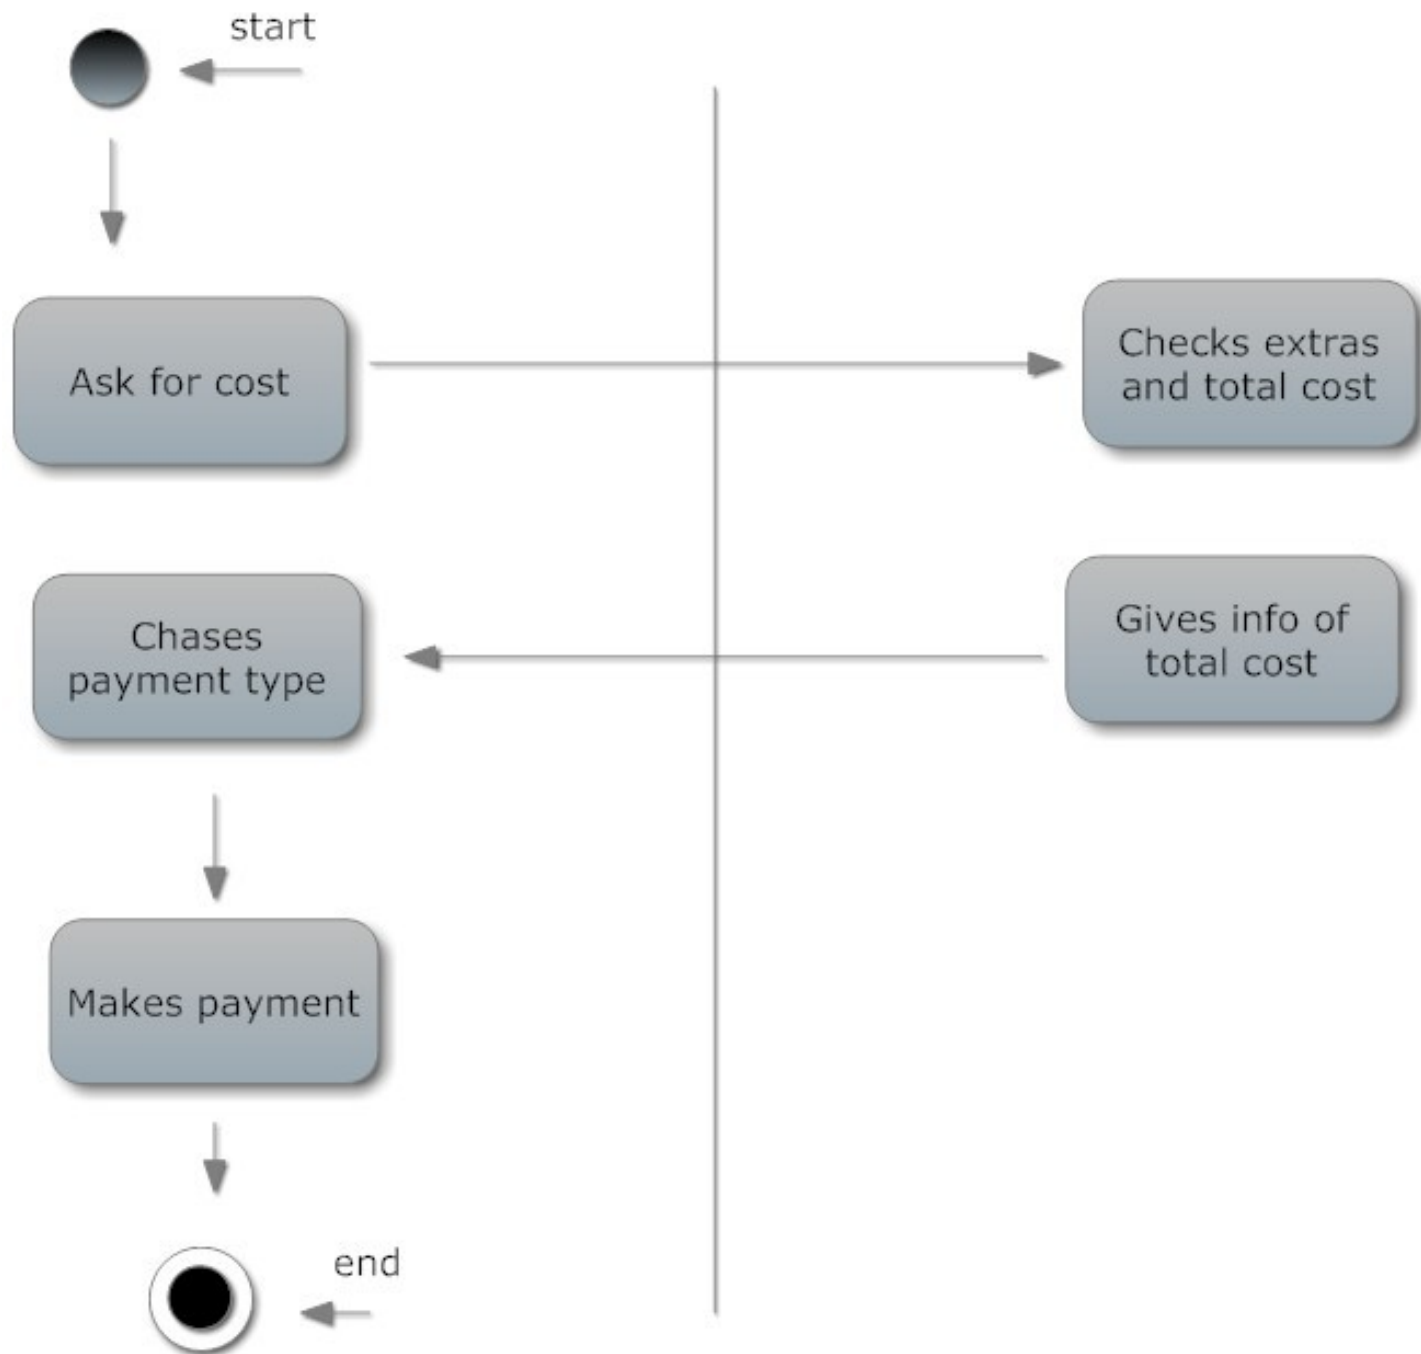 start
Ask for cost
Checks extras
and total cost
Chases
payment type
Gives info of
total cost
Makes payment
end